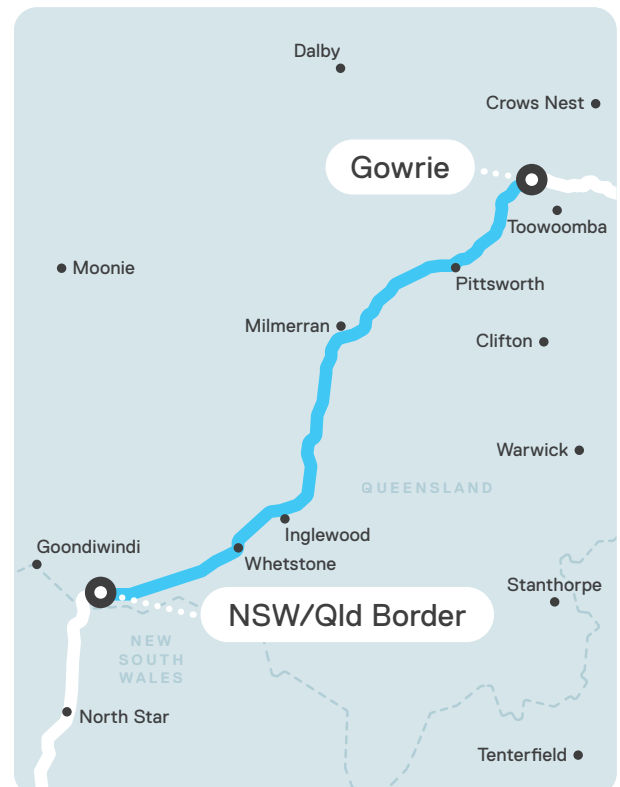 Dalby
Crows Nest
Gowrie
Toowoomba
Moonie
Pittsworth
Milmerran
Clifton
Warwick
QUEENSLAND
Inglewood
Goondiwindi
Whetstone
Stanthorpe
NSW/Qld Border
NEW
SOUTH
WALES
North Star
Tenterfield